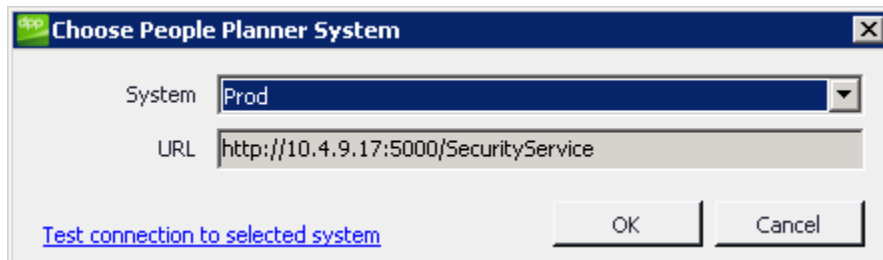 dpp Choose People Planner System
System Prod
URL http://10.4.9.17:5000/SecurityService
Test connection to selected system OK Cancel